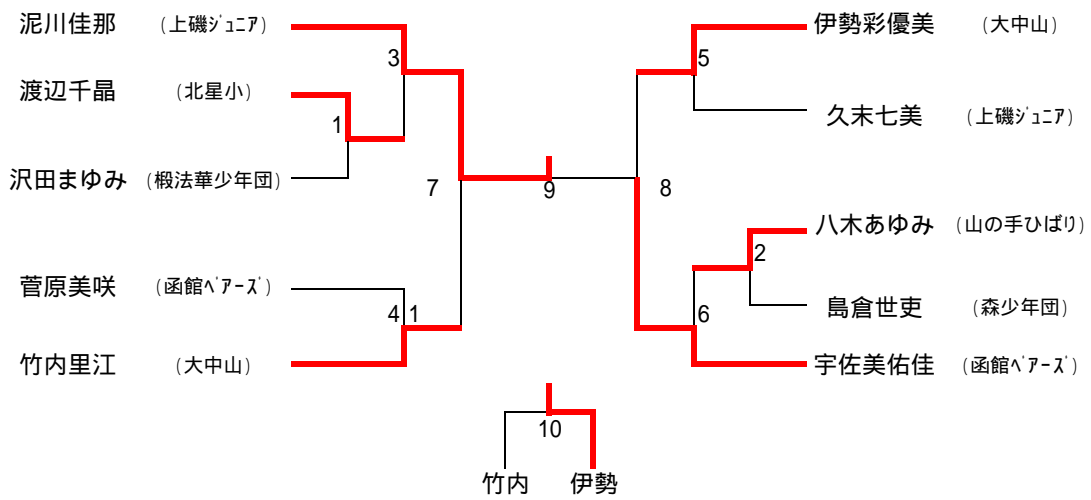 泥川佳那 (上磯ジュニア)
3
渡辺千晶 (北星小)
1
沢田まゆみ (椴法華少年団)
7
菅原美咲 (函館ベアーズ)
4 1
竹内里江 (大中山)
9
伊勢彩優美 (大中山)
5
久末七美 (上磯ジュニア)
8
八木あゆみ (山の手ひばり)
2
島倉世吏 (森少年団)
6
宇佐美佑佳 (函館ベアーズ)
10
竹内 伊勢